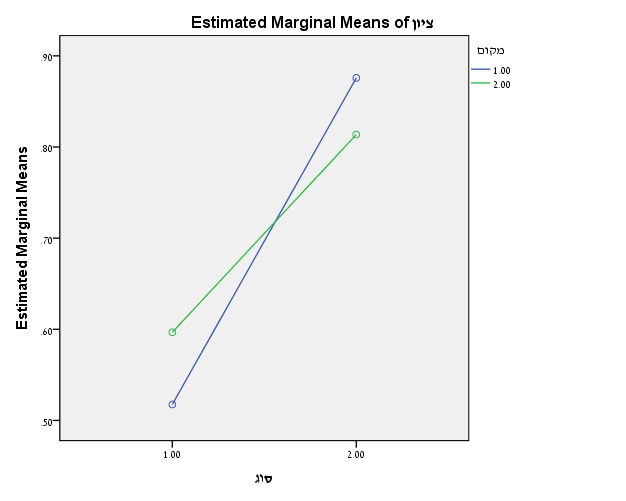 Estimated Marginal Means of ציון
מקום
1.00
2.00
Estimated Marginal Means
.90
.80
.70
.60
.50
1.00
2.00
סוג